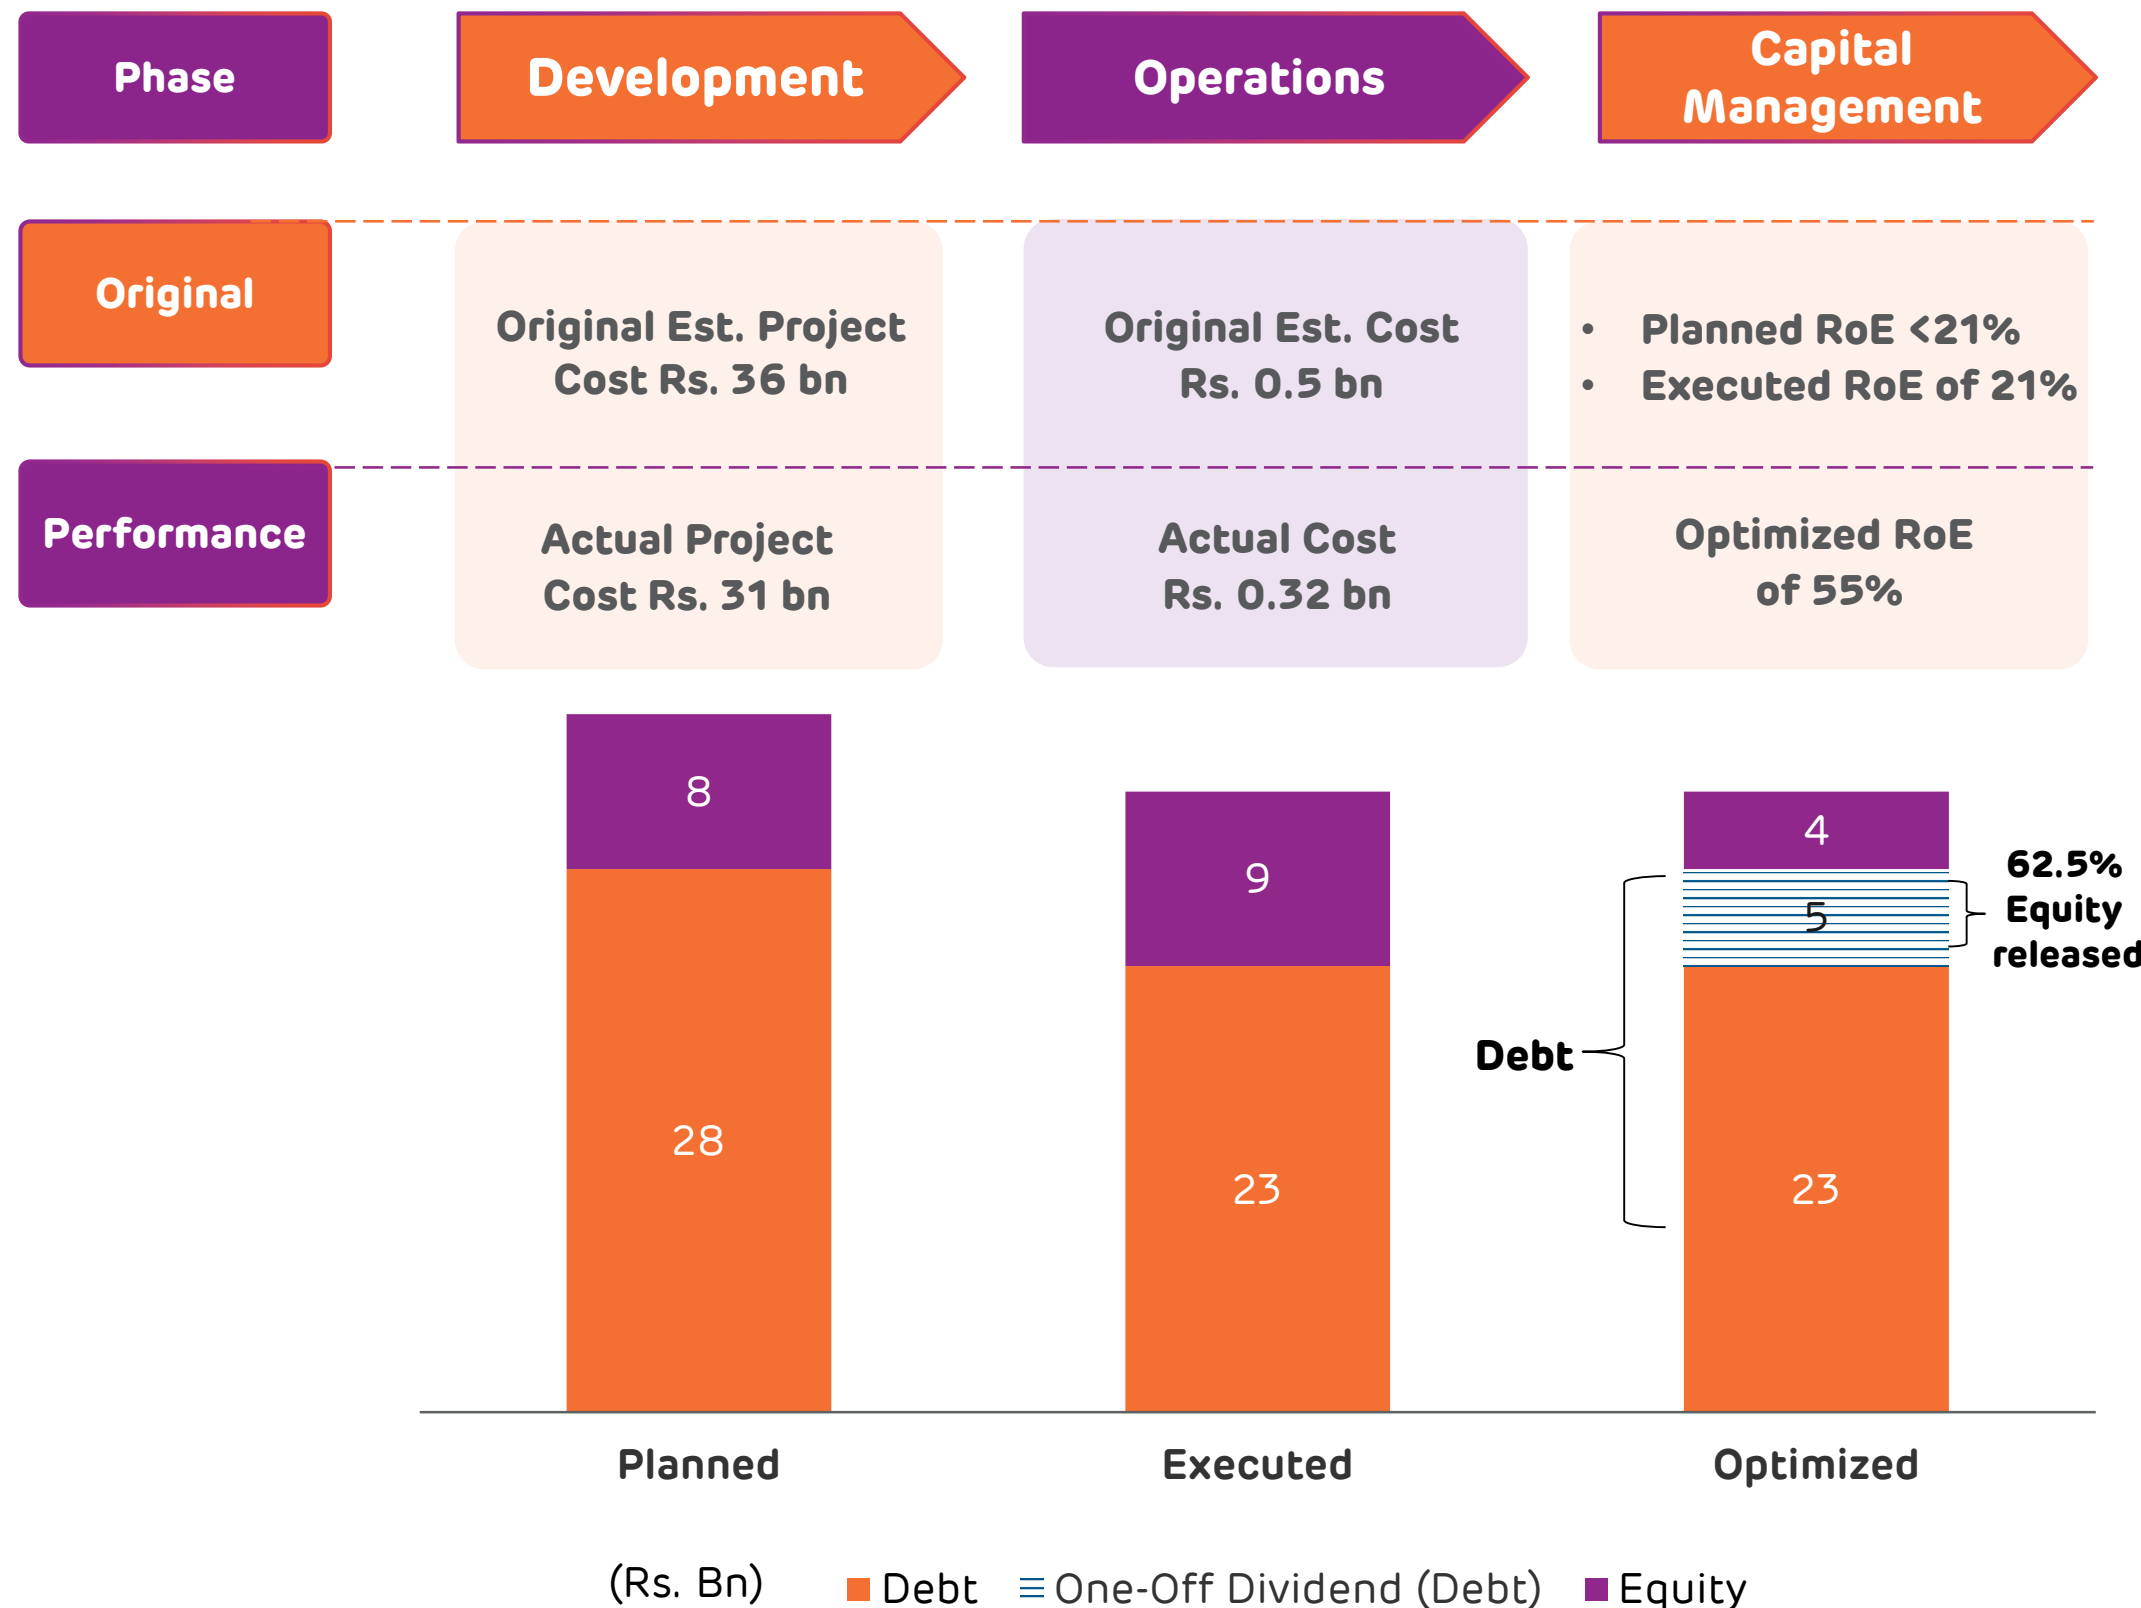 Phase
Development
Operations
Capital
Management
Original
Original Est. Project
Cost Rs. 36 bn
Original Est. Cost
Rs. 0.5 bn
• Planned RoE <21%
• Executed RoE of 21%
Performance
Actual Project
Cost Rs. 31 bn
Actual Cost
Rs. 0.32 bn
Optimized RoE
of 55%
8
28
9
23
4
5
23
62.5%
Equity
released
Debt
Planned
Executed
Optimized
(Rs. Bn)
Debt
One-Off Dividend (Debt)
Equity